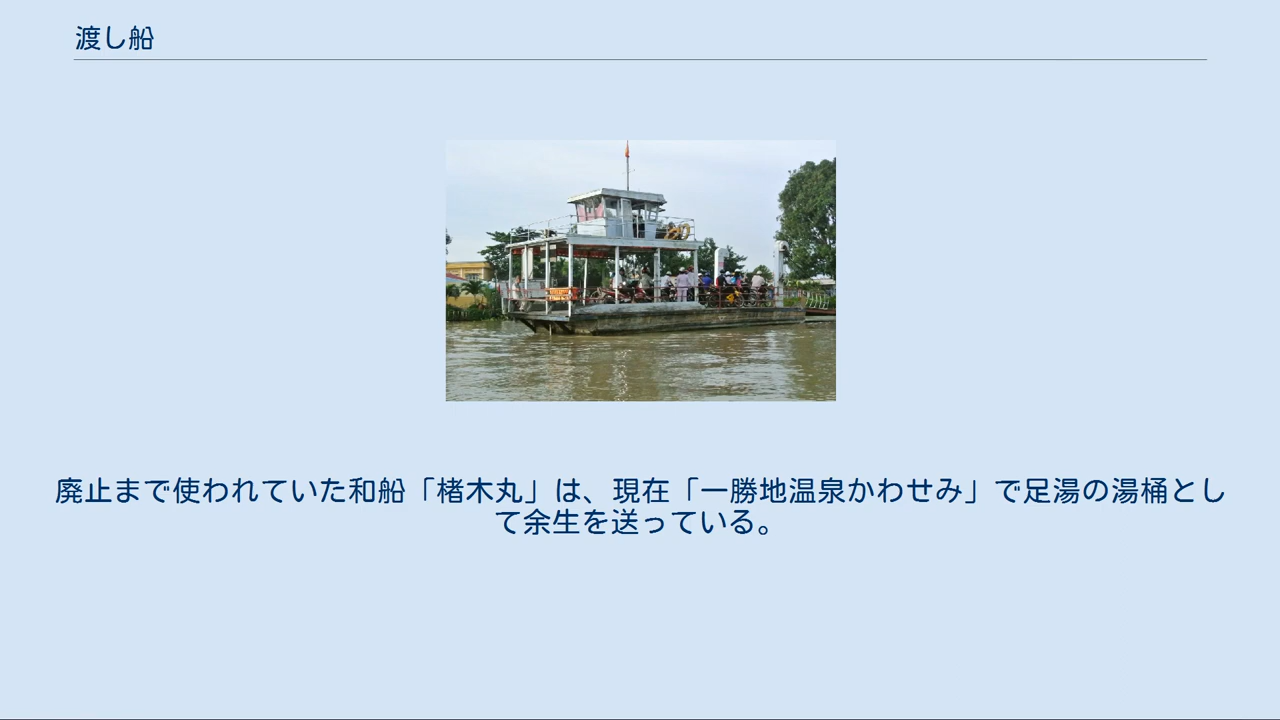 渡し船
廃止まで使われていた和船「楮木丸」は、現在「一勝地温泉かわせみ」で足湯の湯桶とし
て余生を送っている。